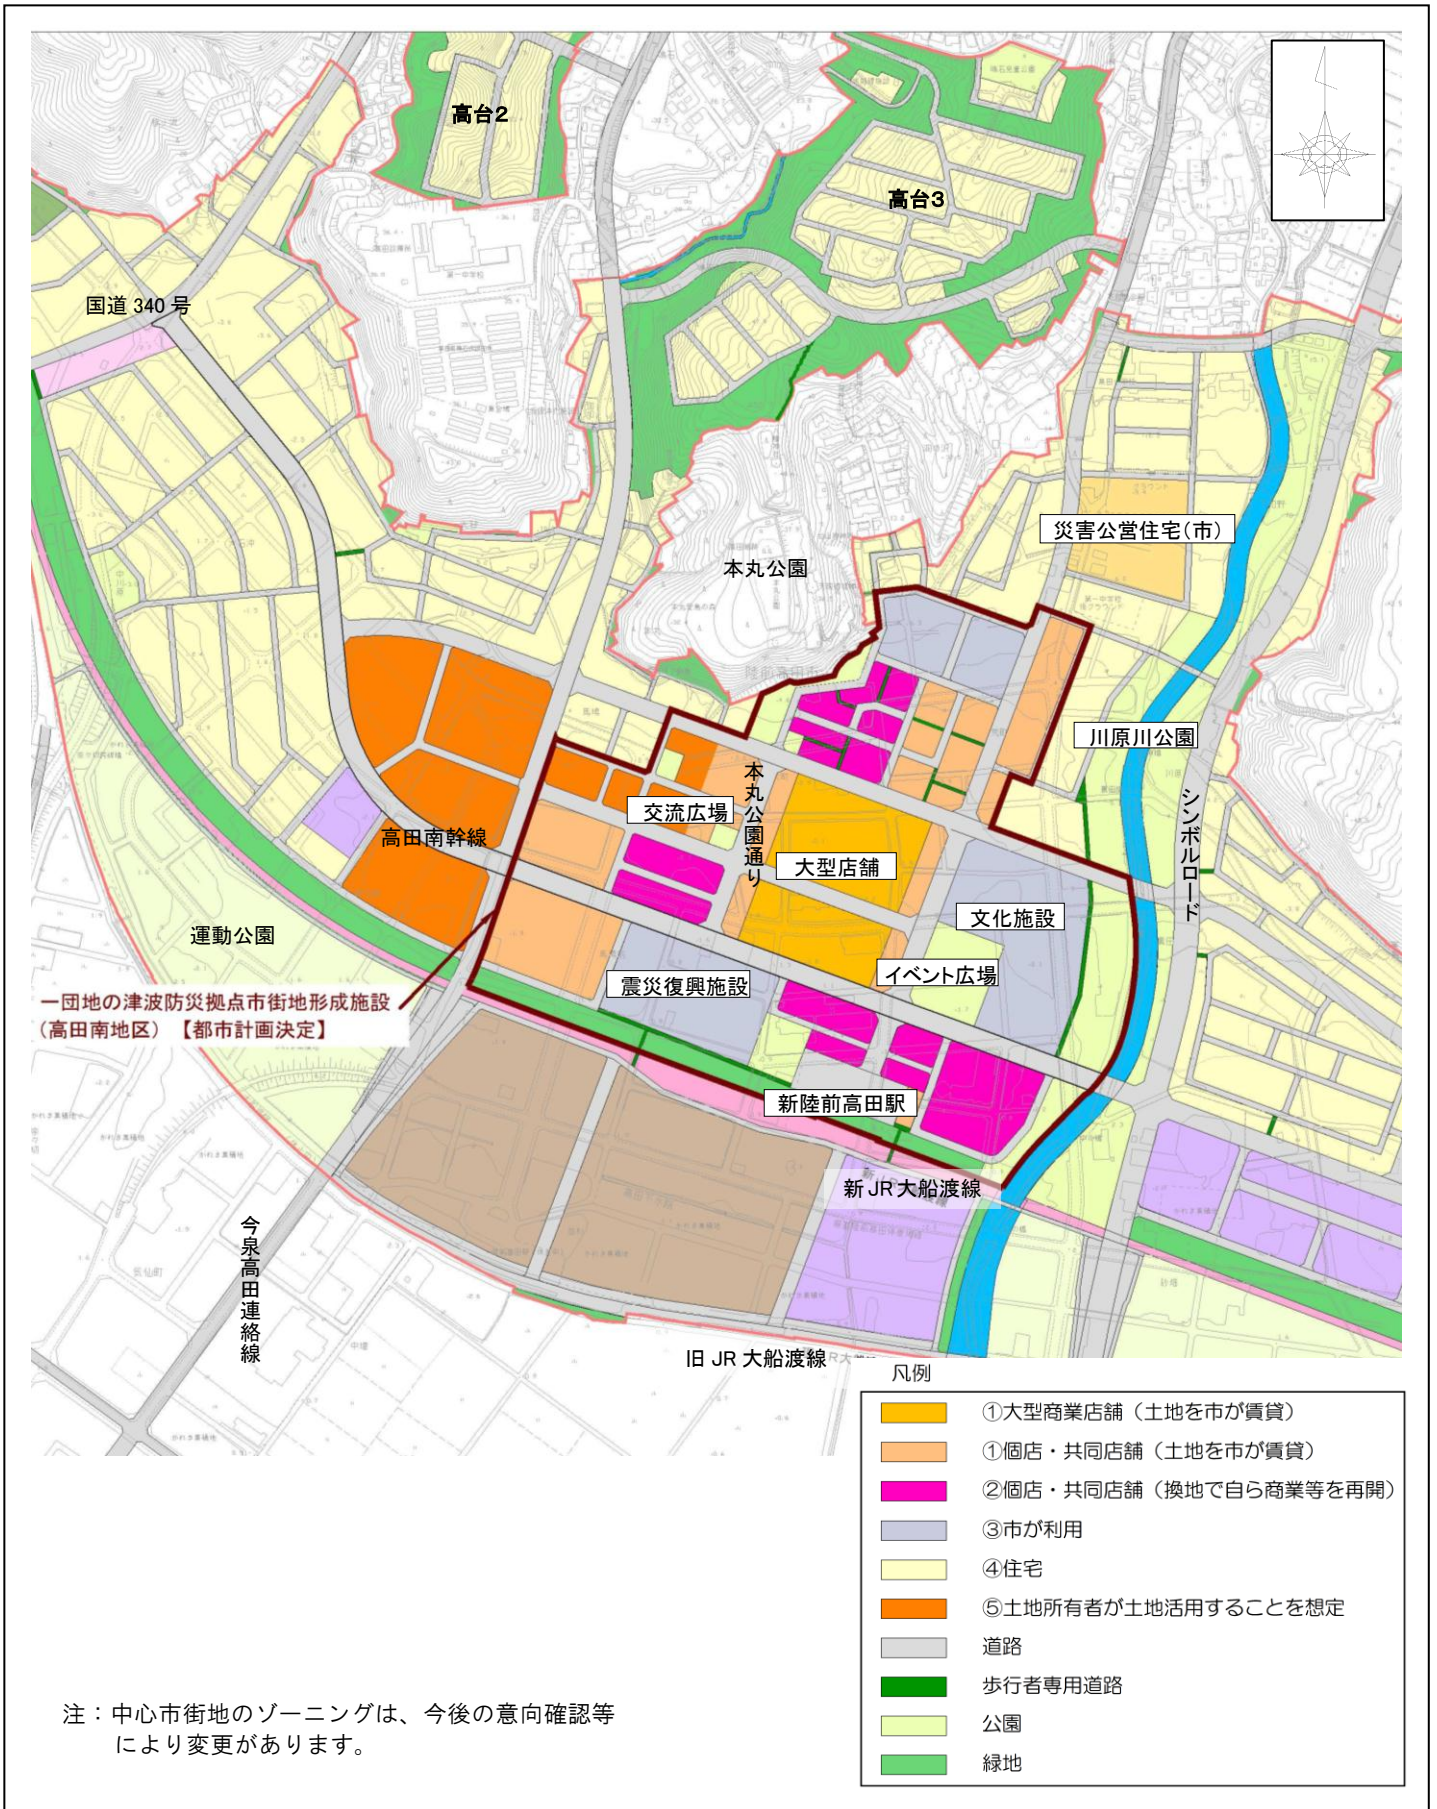 高台2
高台3
国道340号
災害公営住宅(市)
本丸公園
川原川公園
シンボルロード
本丸公園通り
交流広場
大型店舗
高田南幹線
文化施設
運動公園
イベント広場
震災復興施設
一団地の津波防災拠点市街地形成施設
(高田南地区)【都市計画決定】
新陸前高田駅
新JR大船渡線
今泉高田連絡線
旧JR大船渡線
凡例
①大型商業店舗(土地を市が賃貸)
①個店・共同店舗(土地を市が賃貸)
②個店・共同店舗(換地で自ら商業等を再開)
③市が利用
④住宅
⑤土地所有者が土地活用することを想定
道路
歩行者専用道路
公園
緑地
注:中心市街地のゾーニングは、今後の意向確認等
により変更があります。